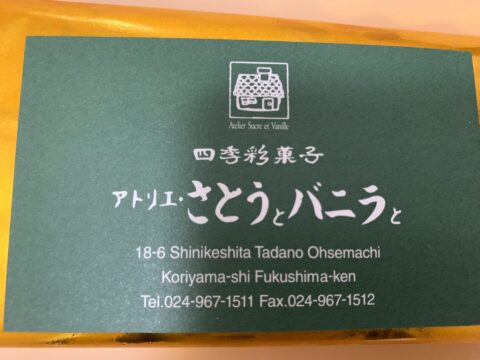 Atelier Sucre et Vanille
四季彩菓子
アトリエ・さとうとバニラと
18-6 Shinikeshita Tadano Ohsemachi
Koriyama-shi Fukushima-ken
Tel.024-967-1511 Fax.024-967-1512